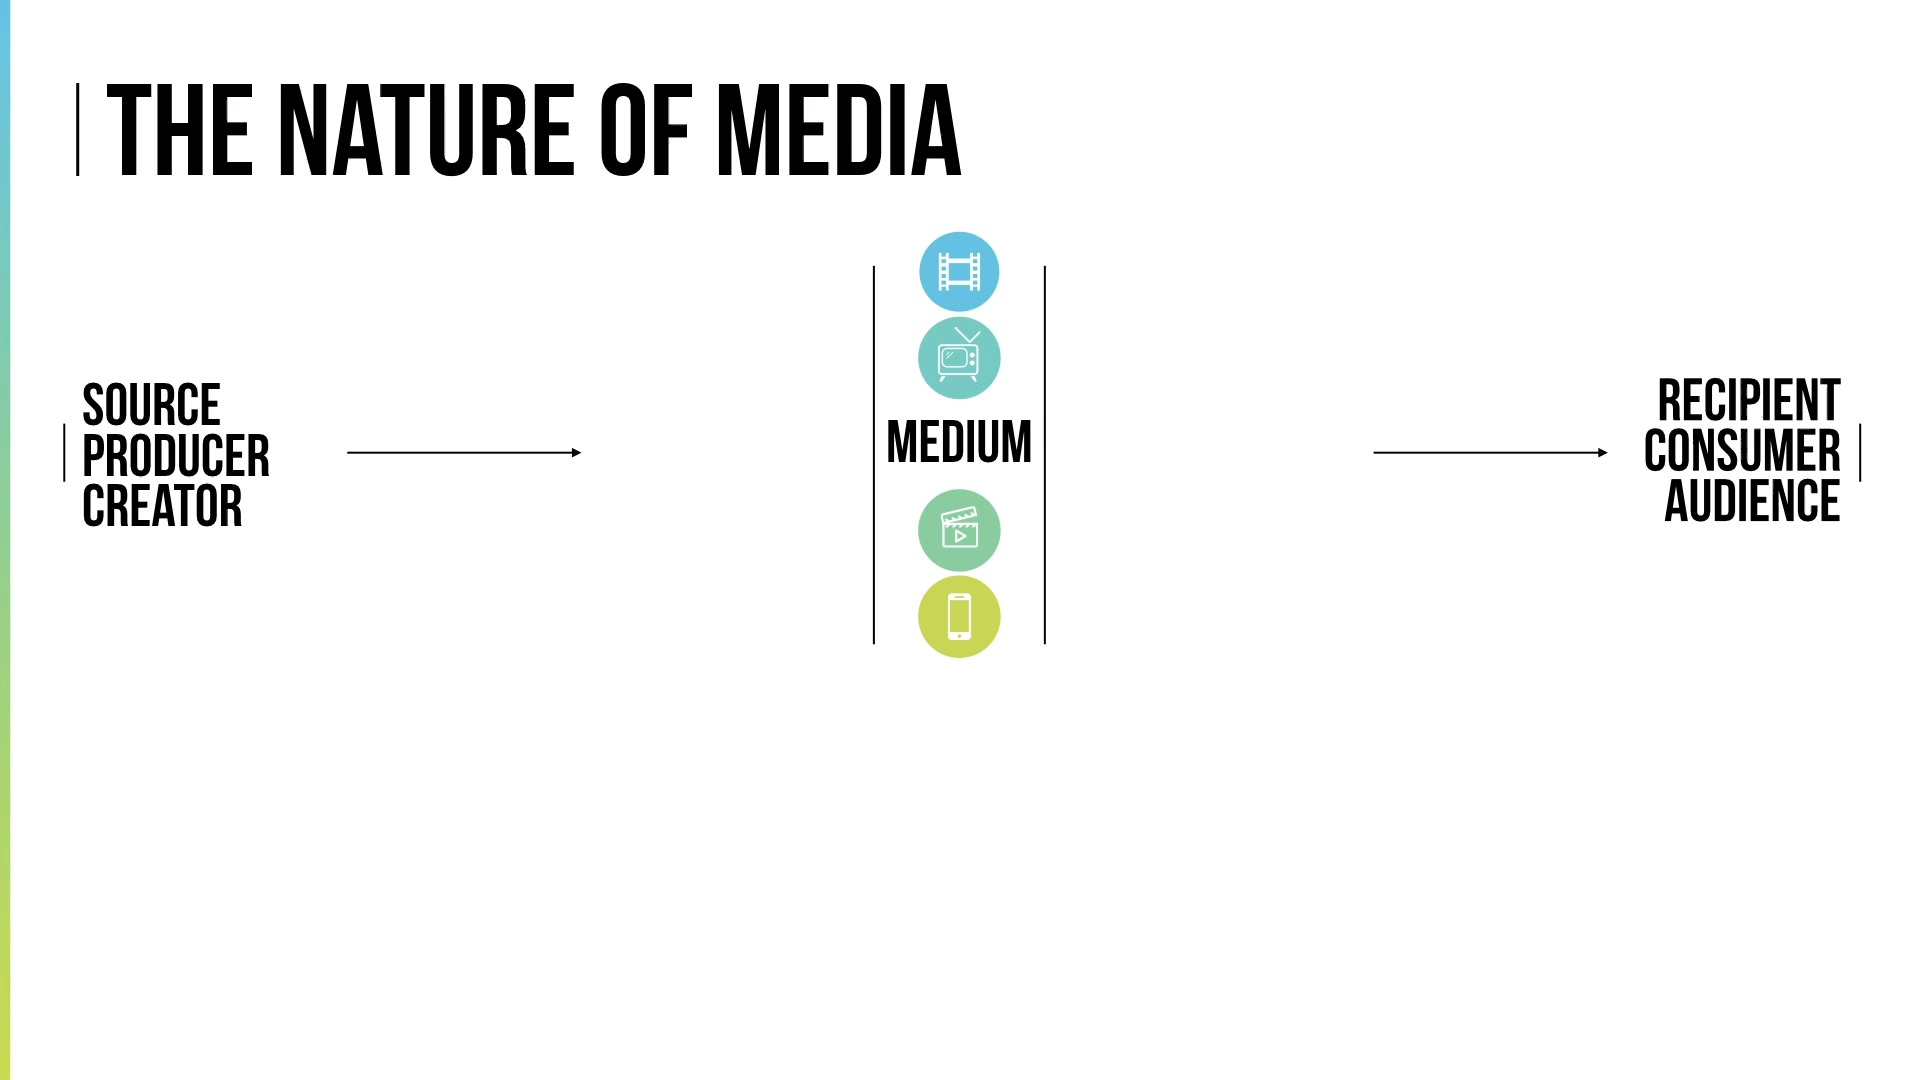 THE NATURE OF MEDIA
SOURCE
PRODUCER
CREATOR
MEDIUM
RECIPIENT
CONSUMER
AUDIENCE